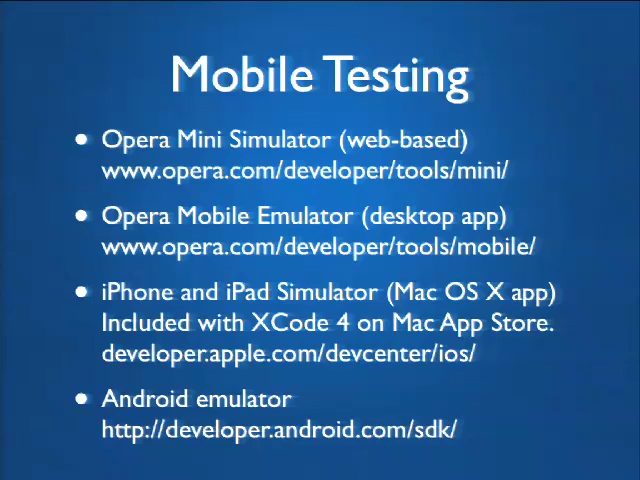 Mobile Testing
• Opera Mini Simulator (web-based)
www.opera.com/developer/tools/mini/
• Opera Mobile Emulator (desktop app)
www.opera.com/developer/tools/mobile/
• iPhone and iPad Simulator (Mac OS X app)
Included with XCode 4 on Mac App Store.
developer.apple.com/devcenter/ios/
• Android emulator
http://developer.android.com/sdk/